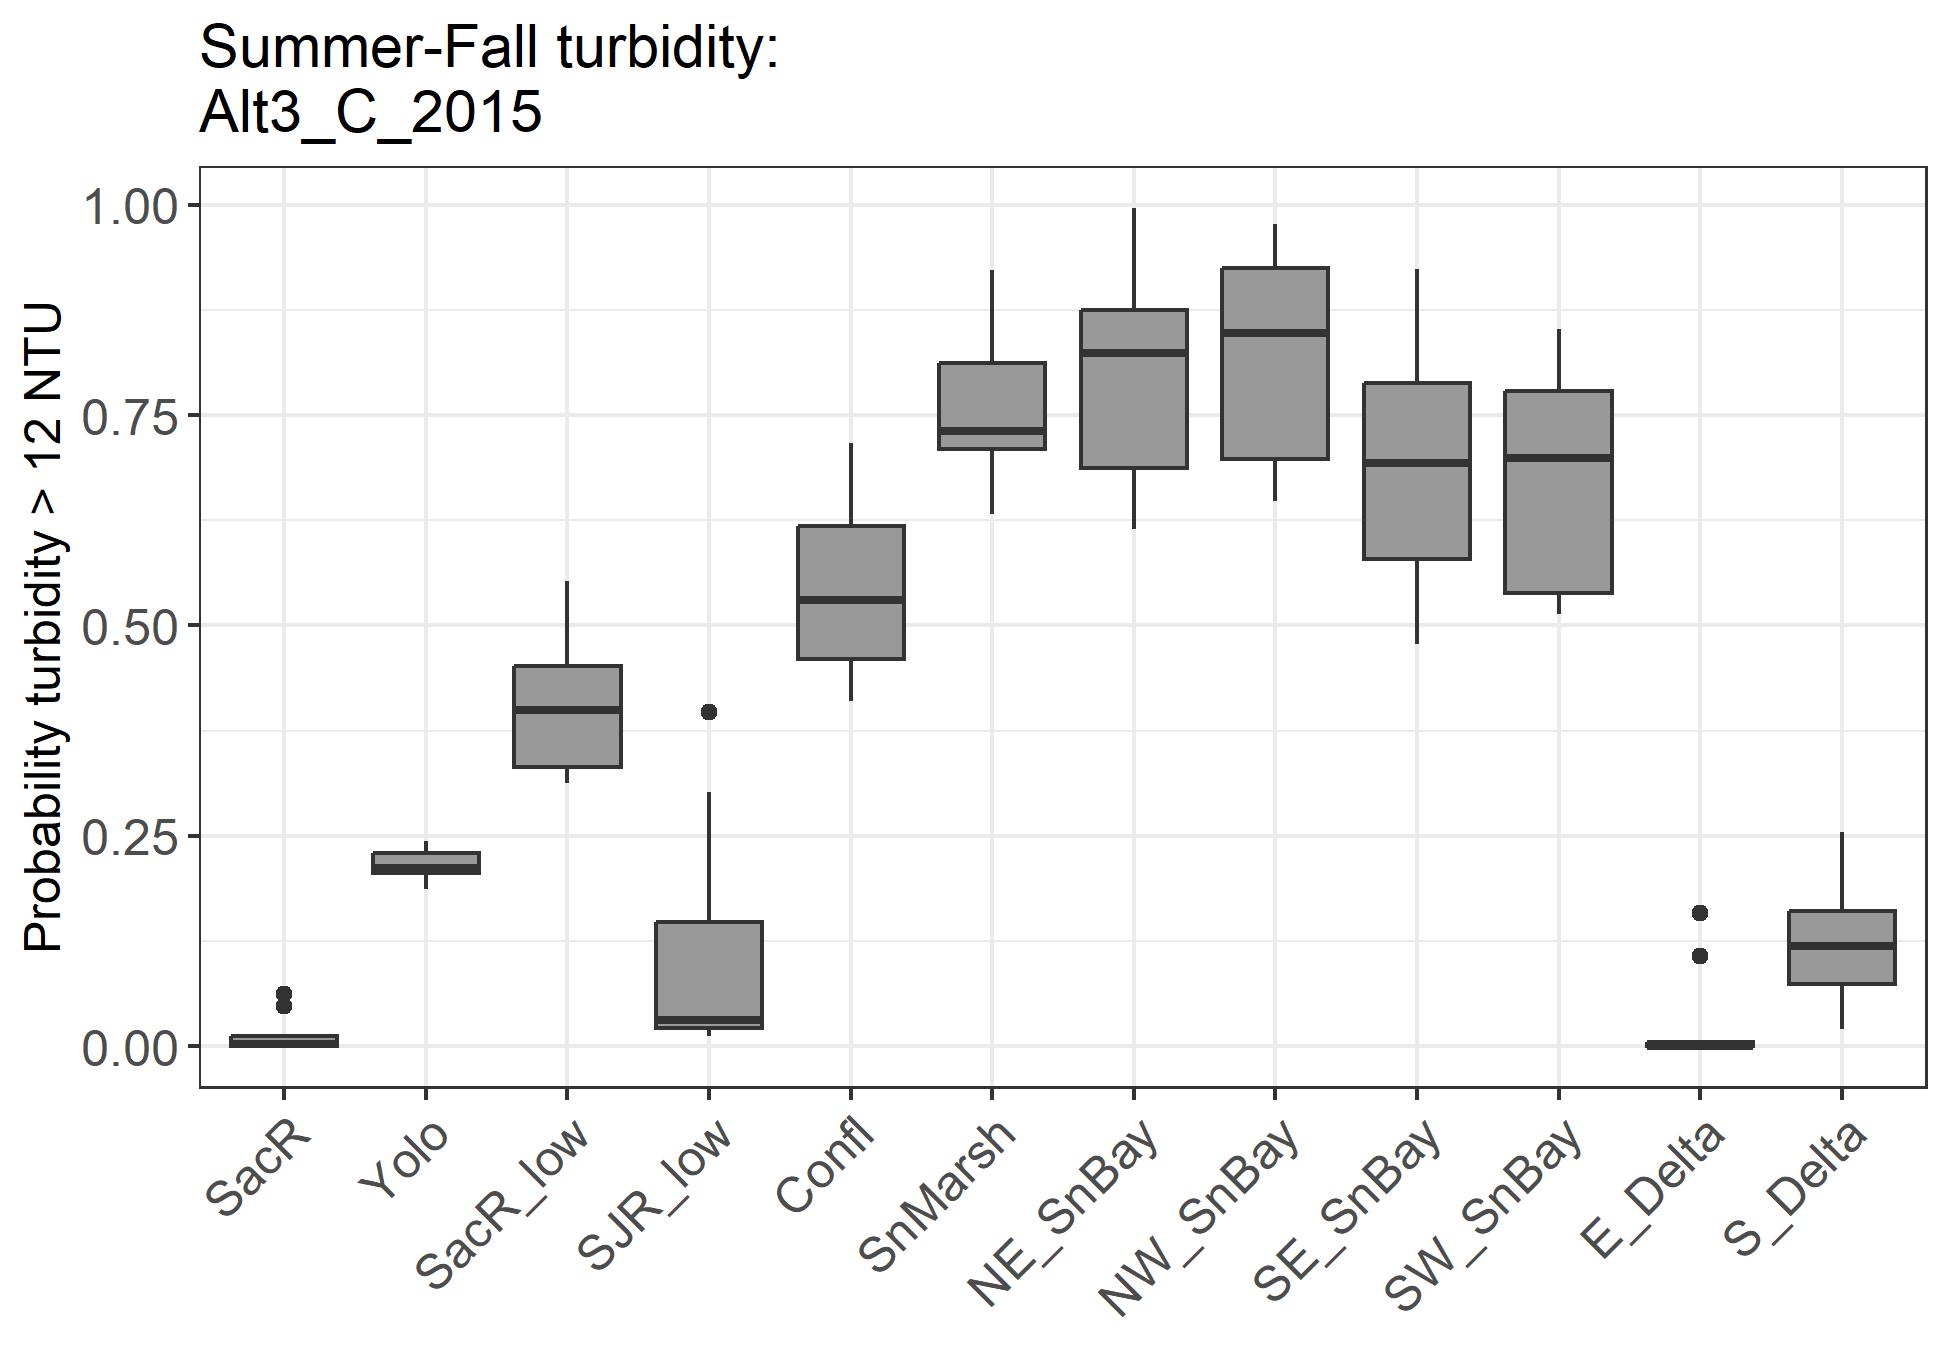 Summer-Fall turbidity:
Alt3_C_2015
Probability turbidity > 12 NTU
1.00
0.75
0.50
0.25
0.00
SacR
Yolo
SacR_low
SJR_low
Confl
SnMarsh
NE_SnBay
NW_SnBay
SE_SnBay
SW_SnBay
E_Delta
S_Delta